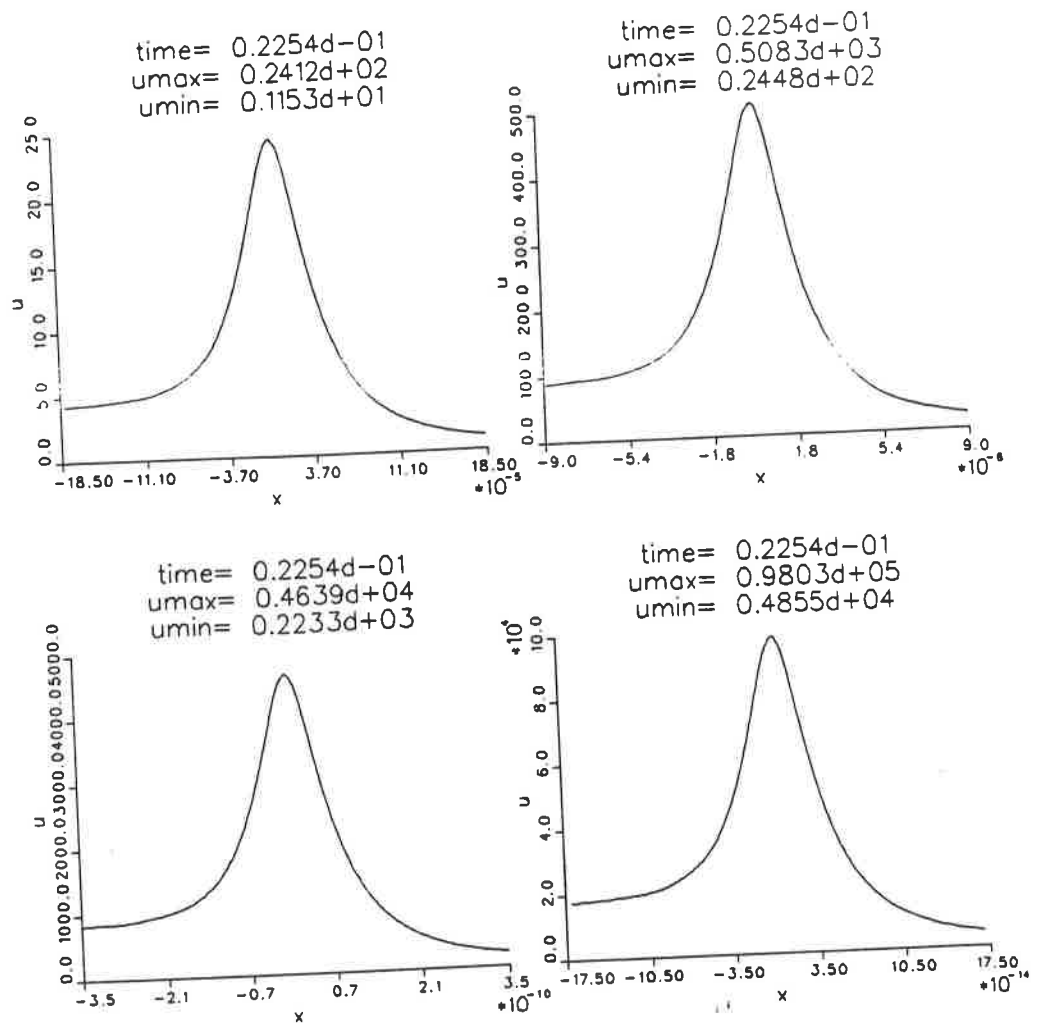 time= 0.2254d-01
umax= 0.2412d+02
umin= 0.1153d+01
25.0
20.0
15.0
10.0
5 0
0.0
u
-18.50 -11.10 -3.70 3.70 11.10 18.50
*10⁻⁵
x
time= 0.2254d-01
umax= 0.5083d+03
umin= 0.2448d+02
500.0
400.0
300.0
200 0
100 0
0.0
u
-9.0 -5.4 -1.8 1.8 5.4 9.0
x
time= 0.2254d-01
umax= 0.4639d+04
umin= 0.2233d+03
0.0 1000.0 2000.0 3000.0 4000.0 5000.0
u
-3.5 -2.1 -0.7 0.7 2.1 3.5
*10⁻¹⁰
x
time= 0.2254d-01
umax= 0.9803d+05
umin= 0.4855d+04
*10⁴
10.0
8.0
6.0
4.0
2.0
0.0
u
-17.50 -10.50 -3.50 3.50 10.50 17.50
*10⁻¹⁴
x